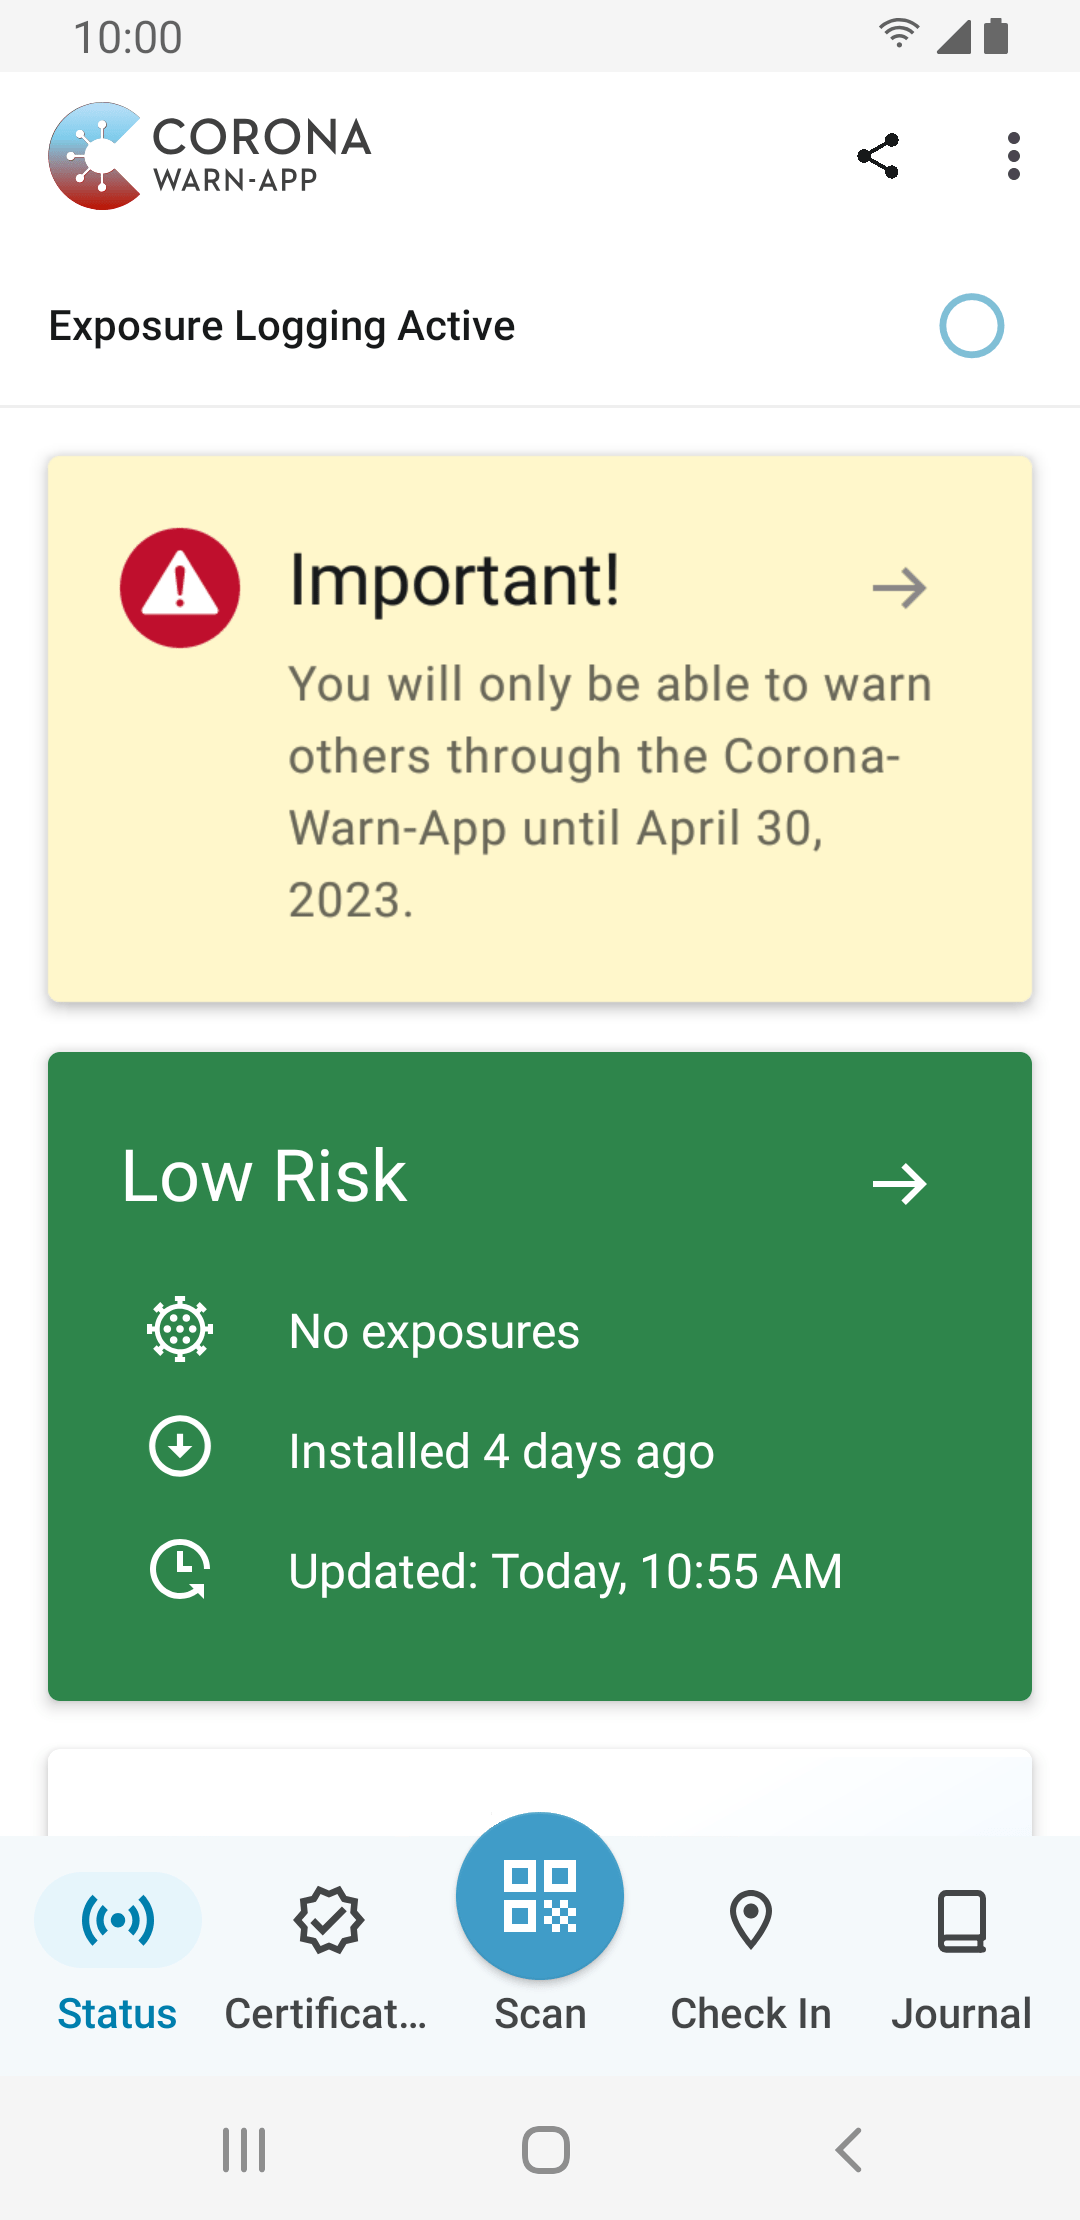 10:00
CORONA
WARN-APP
Exposure Logging Active
Important!
You will only be able to warn
others through the Corona-
Warn-App until April 30,
2023.
Low Risk
No exposures
Installed 4 days ago
Updated: Today, 10:55 AM
Status
Certificat...
Scan
Check In
Journal